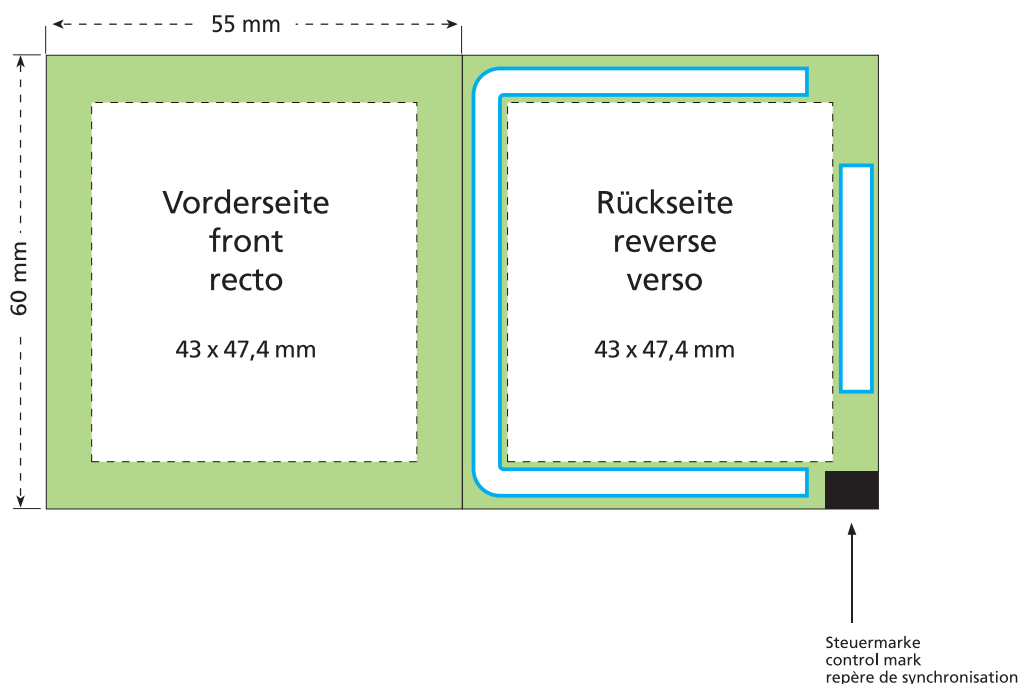 55 mm
60 mm
Vorderseite
front
recto
43 x 47,4 mm
Rückseite
reverse
verso
43 x 47,4 mm
Steuermarke
control mark
repère de synchronisation